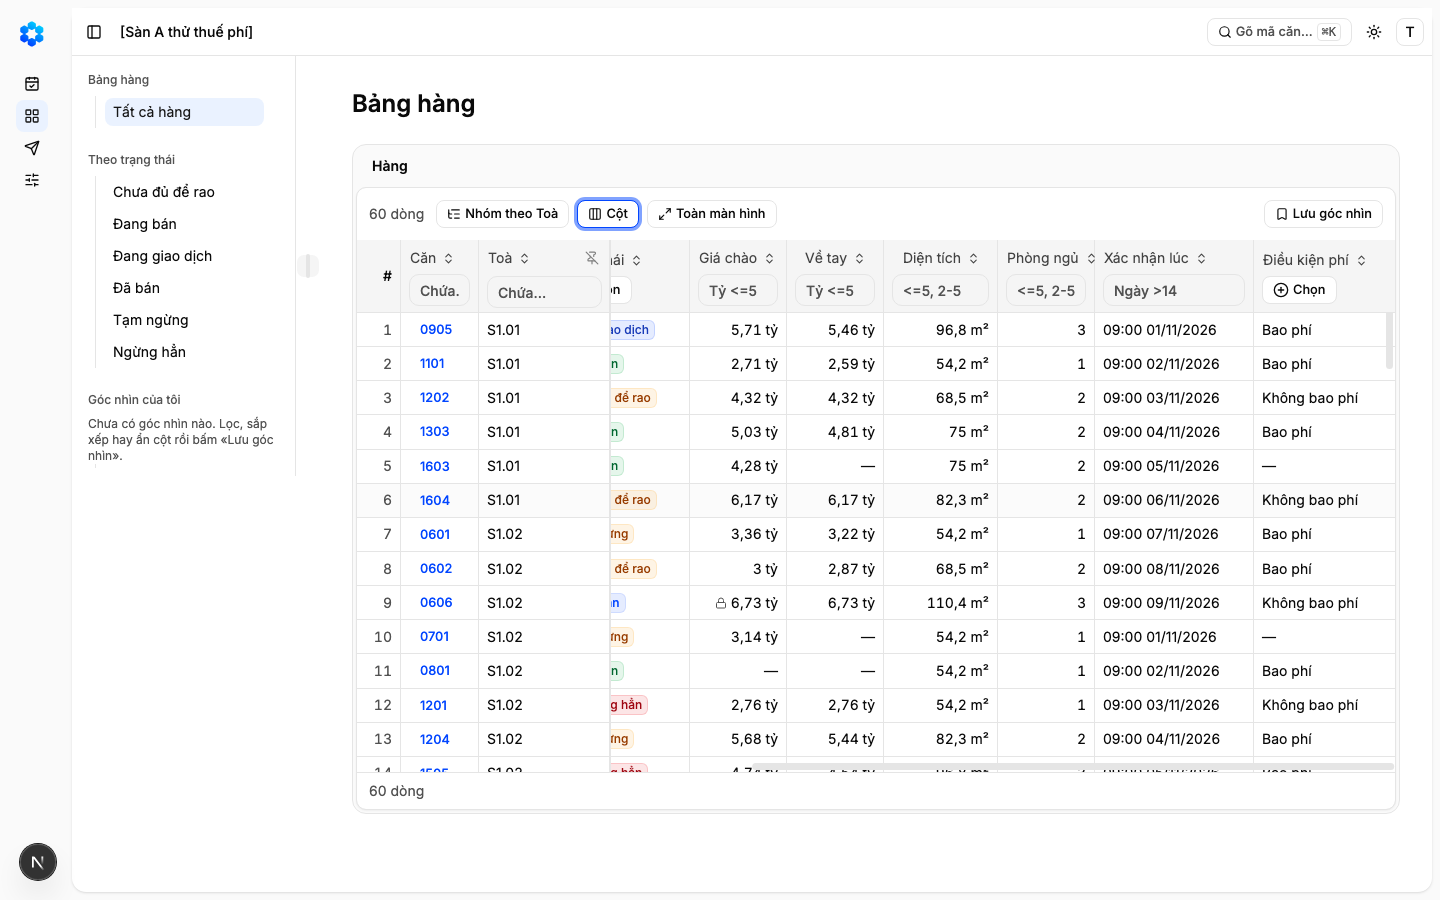 [Sàn A thử thuế phí]
Gõ mã căn... ⌘K
T
Bảng hàng
Tất cả hàng
Theo trạng thái
Chưa đủ để rao
Đang bán
Đang giao dịch
Đã bán
Tạm ngừng
Ngừng hẳn
Góc nhìn của tôi
Chưa có góc nhìn nào. Lọc, sắp
xếp hay ẩn cột rồi bấm «Lưu góc
nhìn».
Bảng hàng
Hàng
60 dòng Nhóm theo Toà Cột Toàn màn hình Lưu góc nhìn
# Căn Toà Giá chào Về tay Diện tích Phòng ngủ Xác nhận lúc Điều kiện phí
Chứa. Chứa... Tỷ <=5 Tỷ <=5 <=5, 2-5 <=5, 2-5 Ngày >14 Chọn
1 0905 S1.01 dịch 5,71 tỷ 5,46 tỷ 96,8 m² 3 09:00 01/11/2026 Bao phí
2 1101 S1.01 2,71 tỷ 2,59 tỷ 54,2 m² 1 09:00 02/11/2026 Bao phí
3 1202 S1.01 để rao 4,32 tỷ 4,32 tỷ 68,5 m² 2 09:00 03/11/2026 Không bao phí
4 1303 S1.01 5,03 tỷ 4,81 tỷ 75 m² 2 09:00 04/11/2026 Bao phí
5 1603 S1.01 4,28 tỷ — 75 m² 2 09:00 05/11/2026 —
6 1604 S1.01 để rao 6,17 tỷ 6,17 tỷ 82,3 m² 2 09:00 06/11/2026 Không bao phí
7 0601 S1.02 3,36 tỷ 3,22 tỷ 54,2 m² 1 09:00 07/11/2026 Bao phí
8 0602 S1.02 để rao 3 tỷ 2,87 tỷ 68,5 m² 2 09:00 08/11/2026 Bao phí
9 0606 S1.02 6,73 tỷ 6,73 tỷ 110,4 m² 3 09:00 09/11/2026 Không bao phí
10 0701 S1.02 3,14 tỷ — 54,2 m² 1 09:00 01/11/2026 —
11 0801 S1.02 — — 54,2 m² 1 09:00 02/11/2026 Bao phí
12 1201 S1.02 hẳn 2,76 tỷ 2,76 tỷ 54,2 m² 1 09:00 03/11/2026 Không bao phí
13 1204 S1.02 5,68 tỷ 5,44 tỷ 82,3 m² 2 09:00 04/11/2026 Bao phí
60 dòng